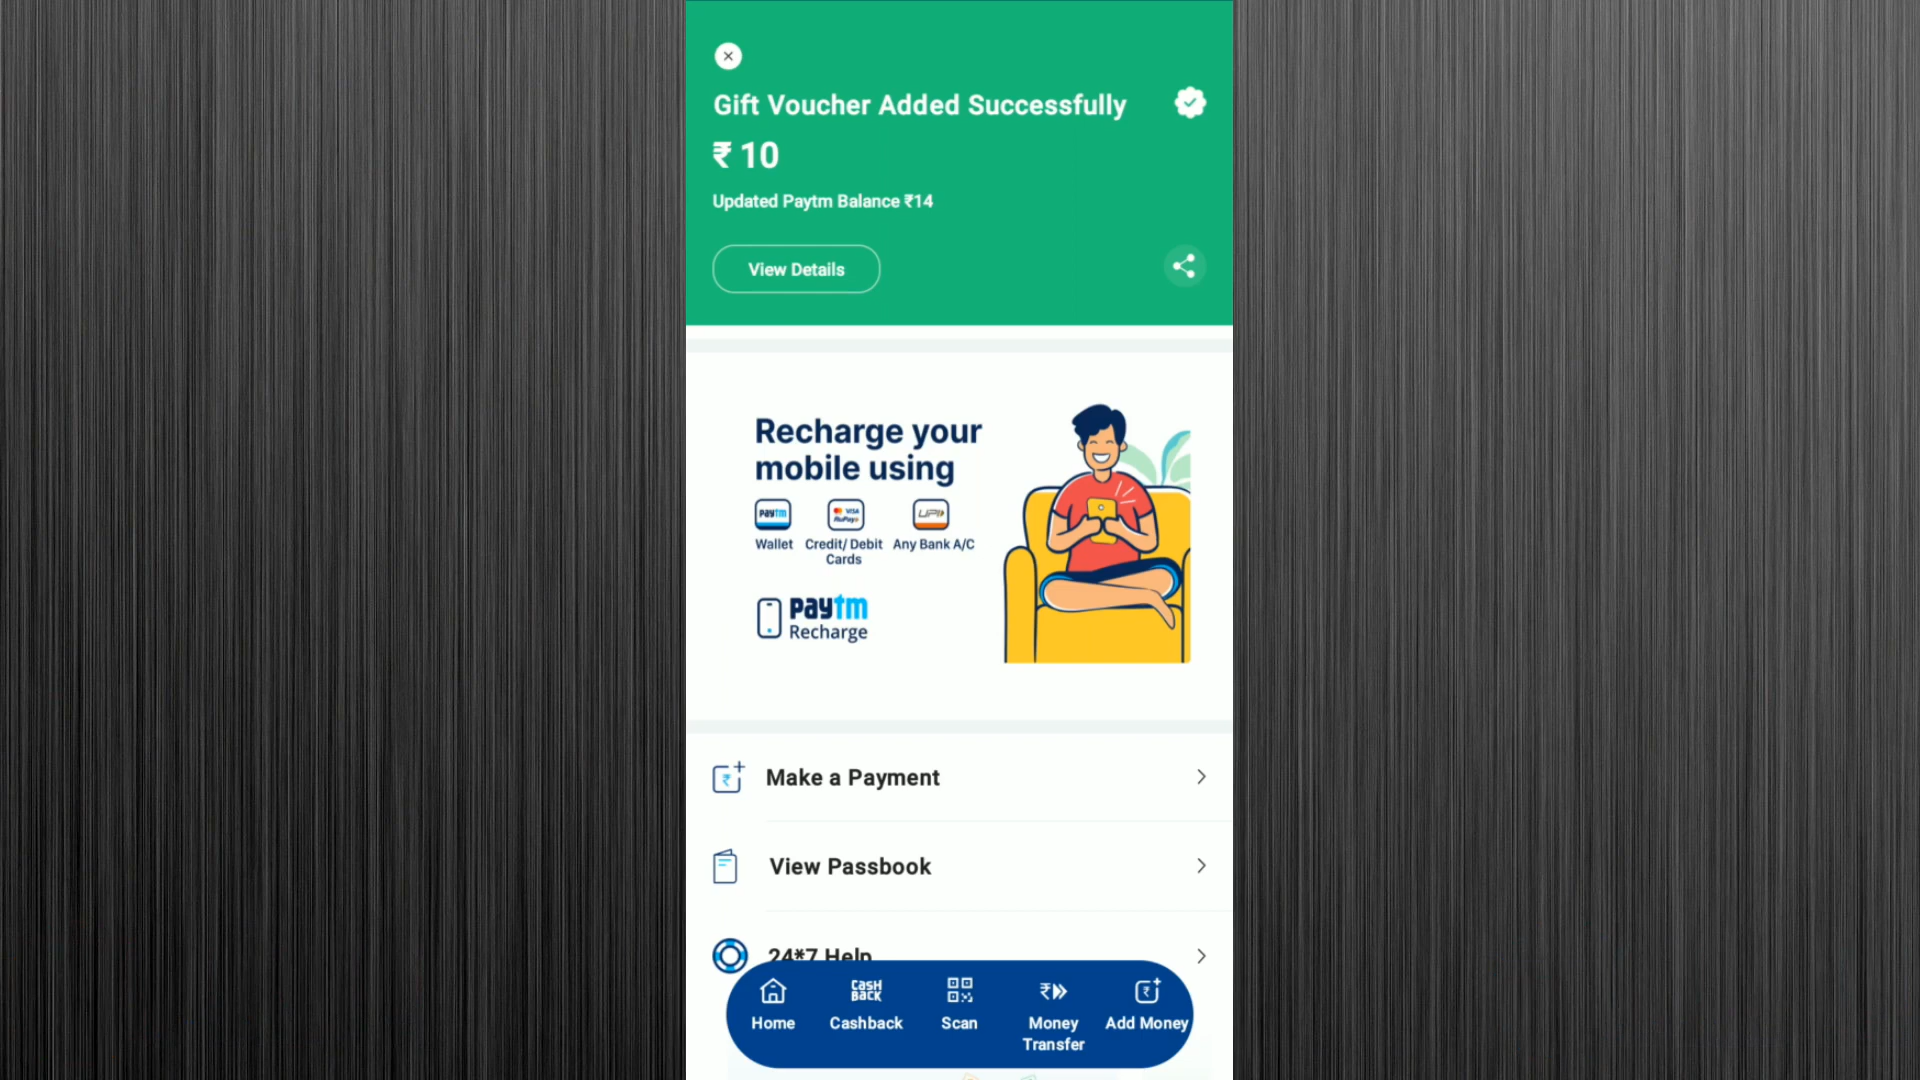 Gift Voucher Added Successfully
₹ 10
Updated Paytm Balance ₹14
View Details
Recharge your
mobile using
paytm
VISA
RuPay
UPI
Wallet Credit/ Debit Any Bank A/C
Cards
paytm
Recharge
Make a Payment
View Passbook
24*7 Help
CASH
BACK
Home Cashback Scan Money Add Money
Transfer